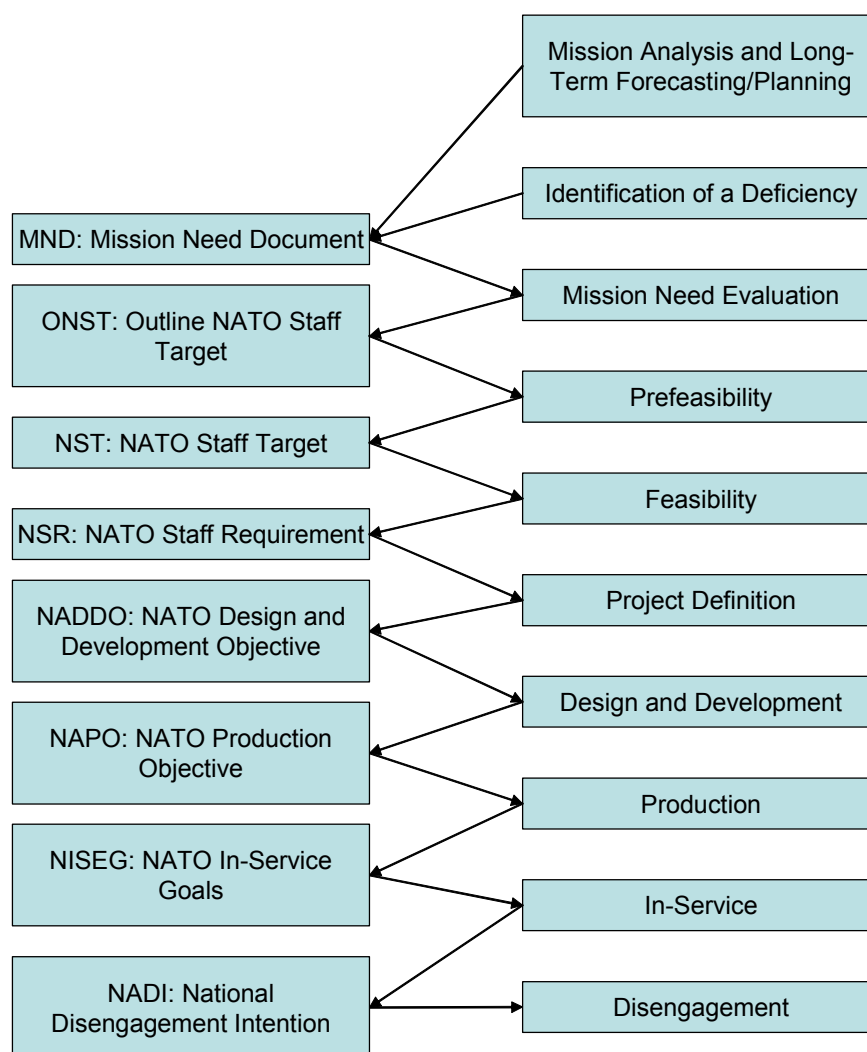 Mission Analysis and Long-
Term Forecasting/Planning
Identification of a Deficiency
MND: Mission Need Document
Mission Need Evaluation
ONST: Outline NATO Staff
Target
Prefeasibility
NST: NATO Staff Target
Feasibility
NSR: NATO Staff Requirement
Project Definition
NADDO: NATO Design and
Development Objective
Design and Development
NAPO: NATO Production
Objective
Production
NISEG: NATO In-Service
Goals
In-Service
NADI: National
Disengagement Intention
Disengagement